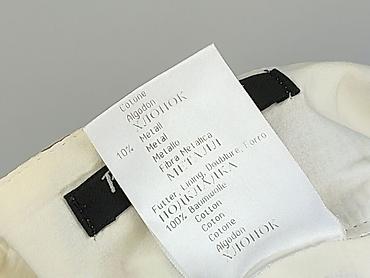 Cotone
Algodon
ХЛОПОК
10% Metall
Metal
Metallo
Fibra Metalica
МЕТАЛЛ
Futter, Lining, Doublure, Forro
ПОДКЛАДКА
100% Baumwolle
Cotton
Coton
Cotone
Algodon
ХЛОПОК